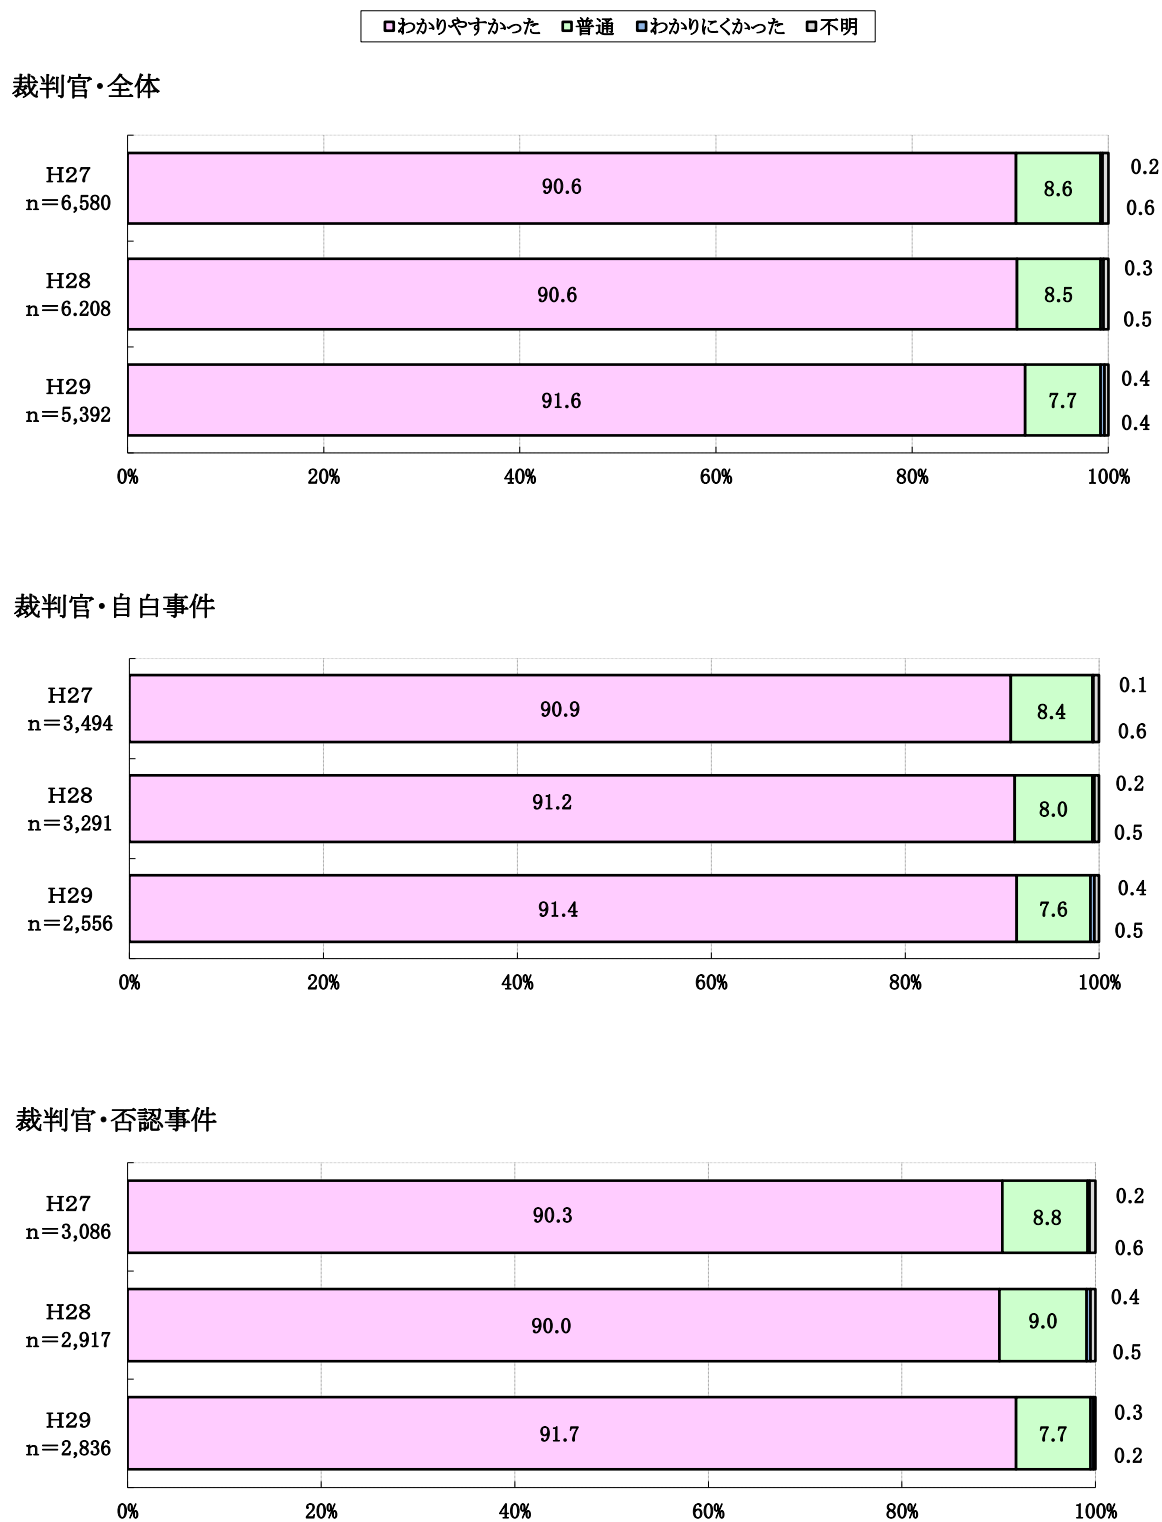 わかりやすかった 普通 わかりにくかった 不明
裁判官・全体
H27
n＝6,580
90.6
8.6
0.2
0.6
H28
n＝6.208
90.6
8.5
0.3
0.5
H29
n＝5,392
91.6
7.7
0.4
0.4
0% 20% 40% 60% 80% 100%
裁判官・自白事件
H27
n＝3,494
90.9
8.4
0.1
0.6
H28
n＝3,291
91.2
8.0
0.2
0.5
H29
n＝2,556
91.4
7.6
0.4
0.5
0% 20% 40% 60% 80% 100%
裁判官・否認事件
H27
n＝3,086
90.3
8.8
0.2
0.6
H28
n＝2,917
90.0
9.0
0.4
0.5
H29
n＝2,836
91.7
7.7
0.3
0.2
0% 20% 40% 60% 80% 100%